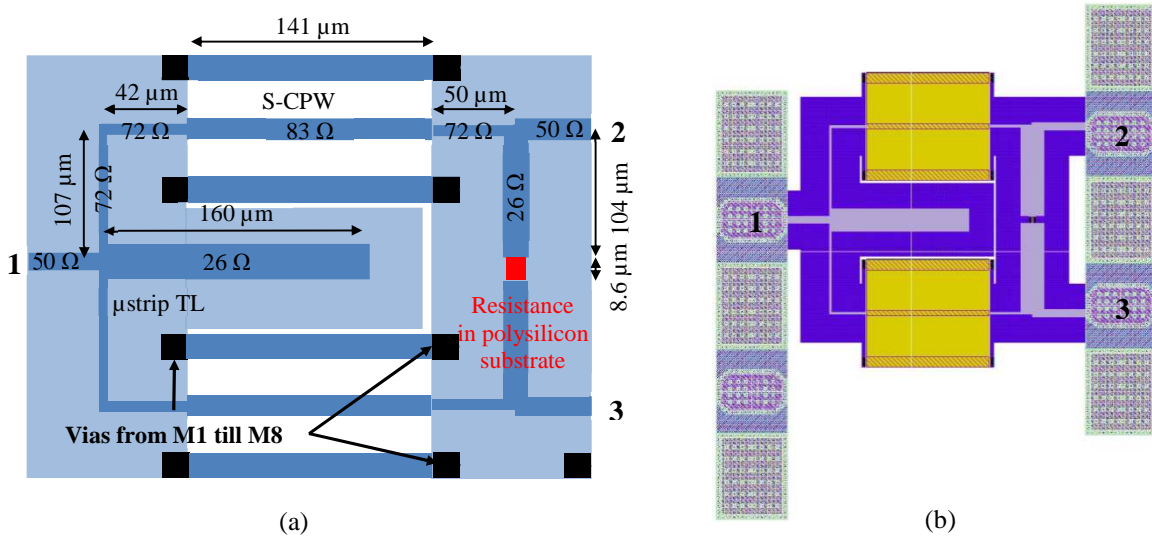 141 µm
42 µm
S-CPW
50 µm
72 Ω
83 Ω
72 Ω
50 Ω
2
107 µm
72 Ω
26 Ω
104 µm
160 µm
1
50 Ω
26 Ω
8.6 µm
µstrip TL
Resistance
in polysilicon
substrate
3
Vias from M1 till M8
(a)
1
2
3
(b)